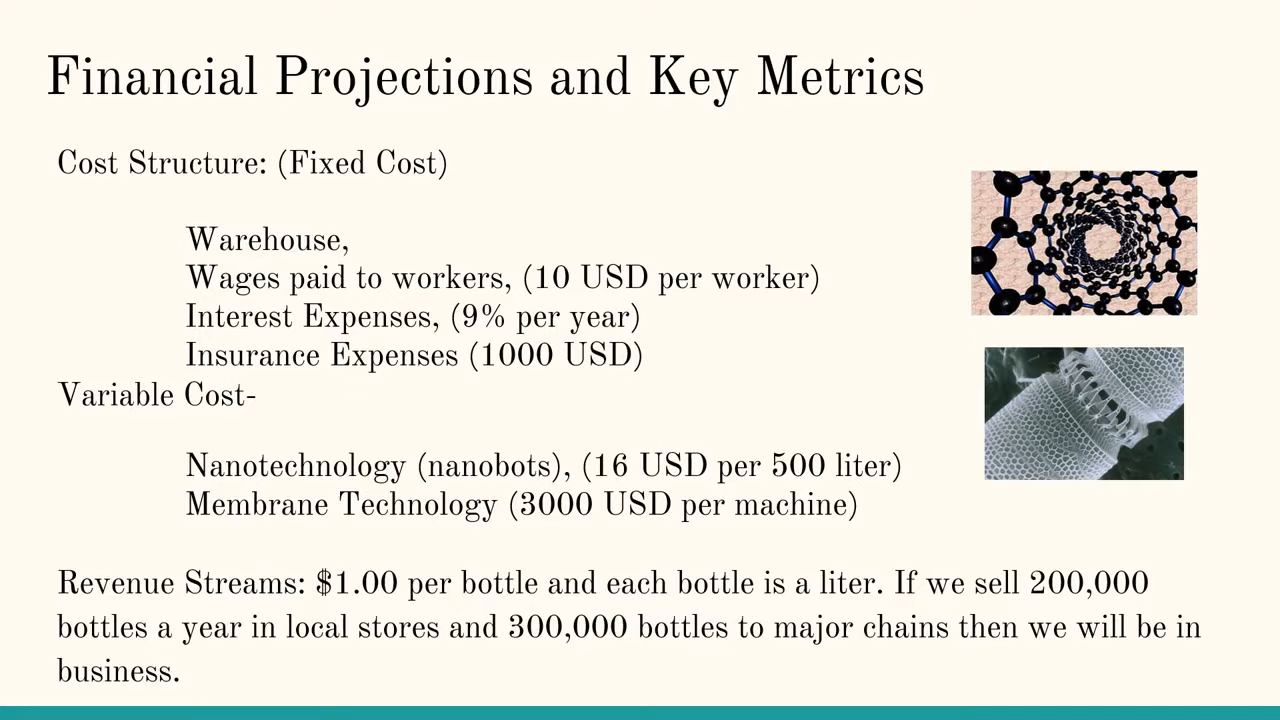 Financial Projections and Key Metrics
Cost Structure: (Fixed Cost)
Warehouse,
Wages paid to workers, (10 USD per worker)
Interest Expenses, (9% per year)
Insurance Expenses (1000 USD)
Variable Cost-
Nanotechnology (nanobots), (16 USD per 500 liter)
Membrane Technology (3000 USD per machine)
Revenue Streams: $1.00 per bottle and each bottle is a liter. If we sell 200,000
bottles a year in local stores and 300,000 bottles to major chains then we will be in
business.